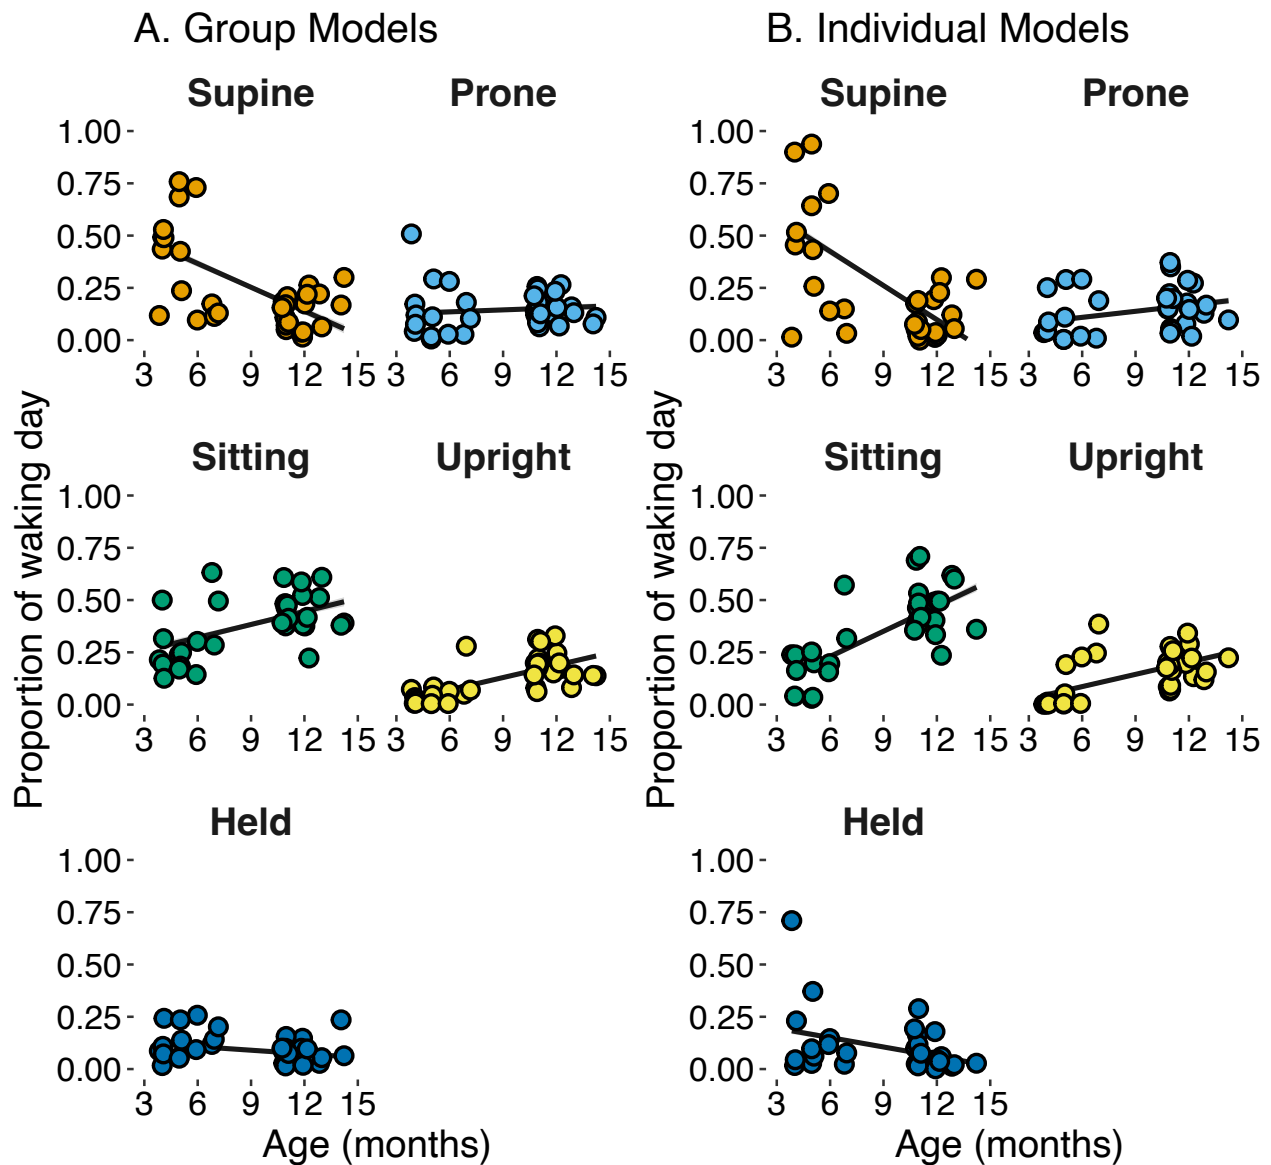 A. Group Models
B. Individual Models
Supine
Prone
Supine
Prone
1.00
0.75
0.50
0.25
0.00
3 6 9 12 15
3 6 9 12 15
1.00
0.75
0.50
0.25
0.00
3 6 9 12 15
3 6 9 12 15
Proportion of waking day
Proportion of waking day
Sitting
Upright
Sitting
Upright
1.00
0.75
0.50
0.25
0.00
3 6 9 12 15
3 6 9 12 15
1.00
0.75
0.50
0.25
0.00
3 6 9 12 15
3 6 9 12 15
Held
Held
1.00
0.75
0.50
0.25
0.00
3 6 9 12 15
1.00
0.75
0.50
0.25
0.00
3 6 9 12 15
Age (months)
Age (months)